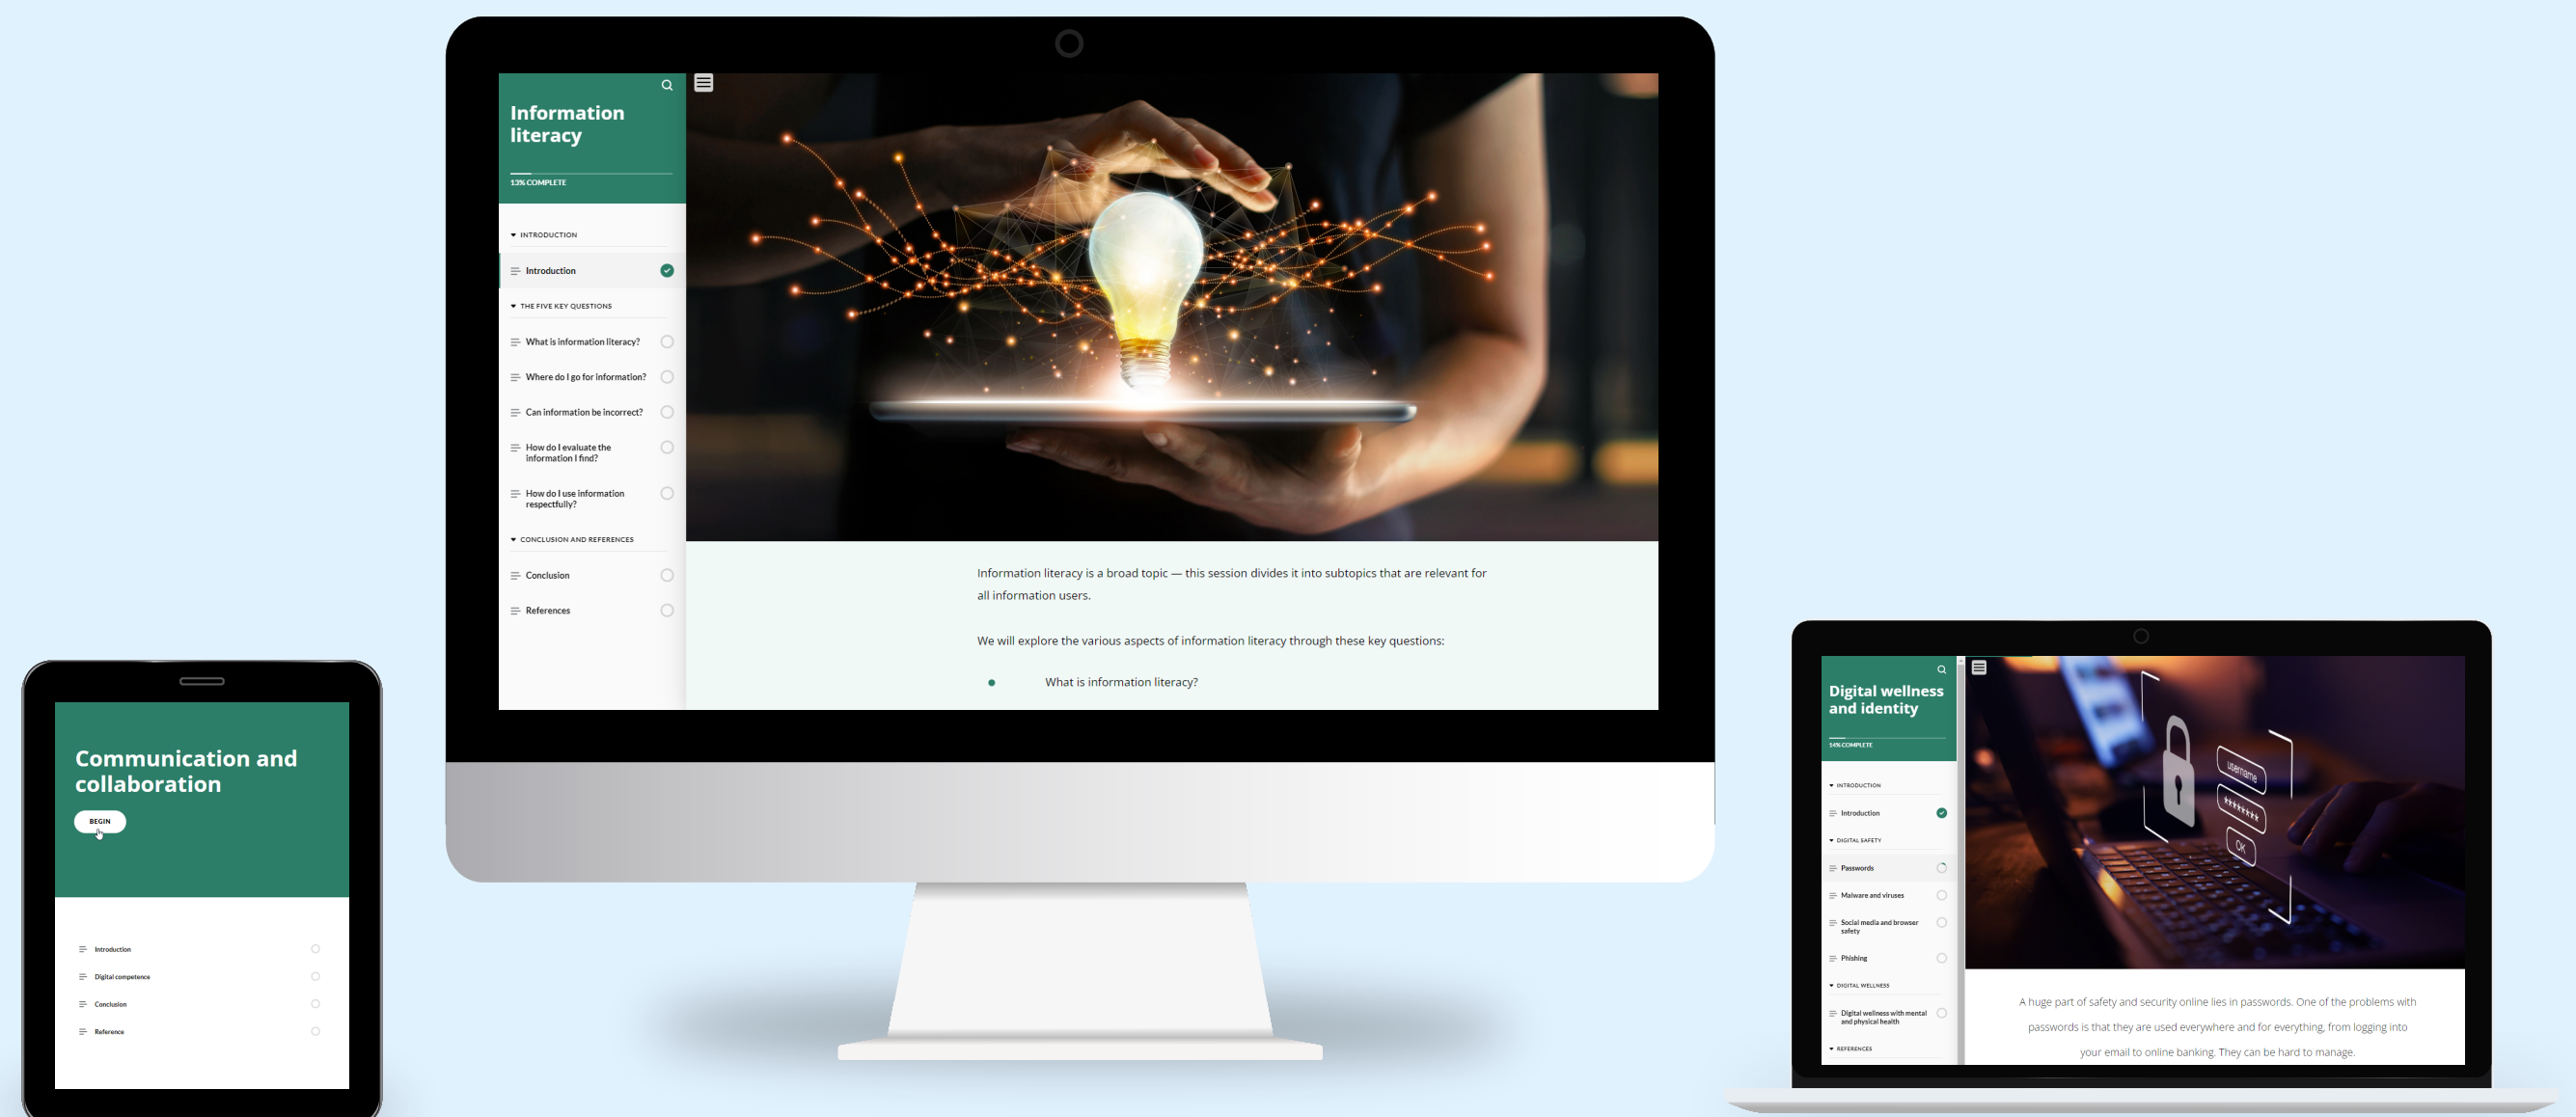 Information
literacy
13% COMPLETE
INTRODUCTION
Introduction
THE FIVE KEY QUESTIONS
What is information literacy?
Where do I go for information?
Can information be incorrect?
How do I evaluate the
information I find?
How do I use information
respectfully?
CONCLUSION AND REFERENCES
Conclusion
References
Information literacy is a broad topic — this session divides it into subtopics that are relevant for
all information users.
We will explore the various aspects of information literacy through these key questions:
What is information literacy?
Communication and
collaboration
BEGIN
Introduction
Digital competence
Conclusion
Reference
Digital wellness
and identity
14% COMPLETE
INTRODUCTION
Introduction
DIGITAL SAFETY
Passwords
Malware and viruses
Social media and browser
safety
Phishing
DIGITAL WELLNESS
Digital wellness with mental
and physical health
REFERENCES
username
*******
OK
A huge part of safety and security online lies in passwords. One of the problems with
passwords is that they are used everywhere and for everything, from logging into
your email to online banking. They can be hard to manage.